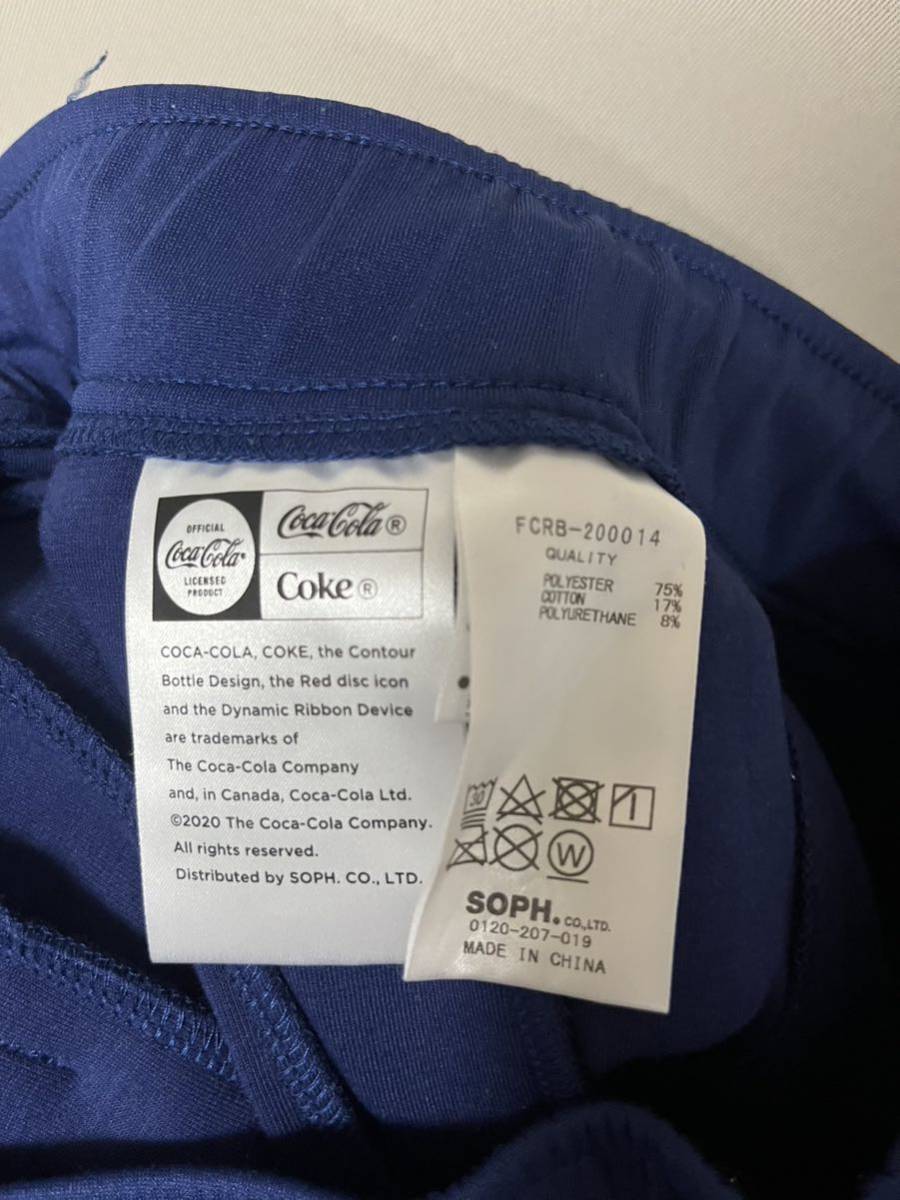 OFFICIAL
Coca-Cola®
LICENSED
PRODUCT
Coca-Cola®
Coke®
COCA-COLA, COKE, the Contour
Bottle Design, the Red disc icon
and the Dynamic Ribbon Device
are trademarks of
The Coca-Cola Company
and, in Canada, Coca-Cola Ltd.
©2020 The Coca-Cola Company.
All rights reserved.
Distributed by SOPH. CO., LTD.
FCRB-200014
QUALITY
POLYESTER 75%
COTTON 17%
POLYURETHANE 8%
30
W
SOPH. CO.,LTD.
0120-207-019
MADE IN CHINA